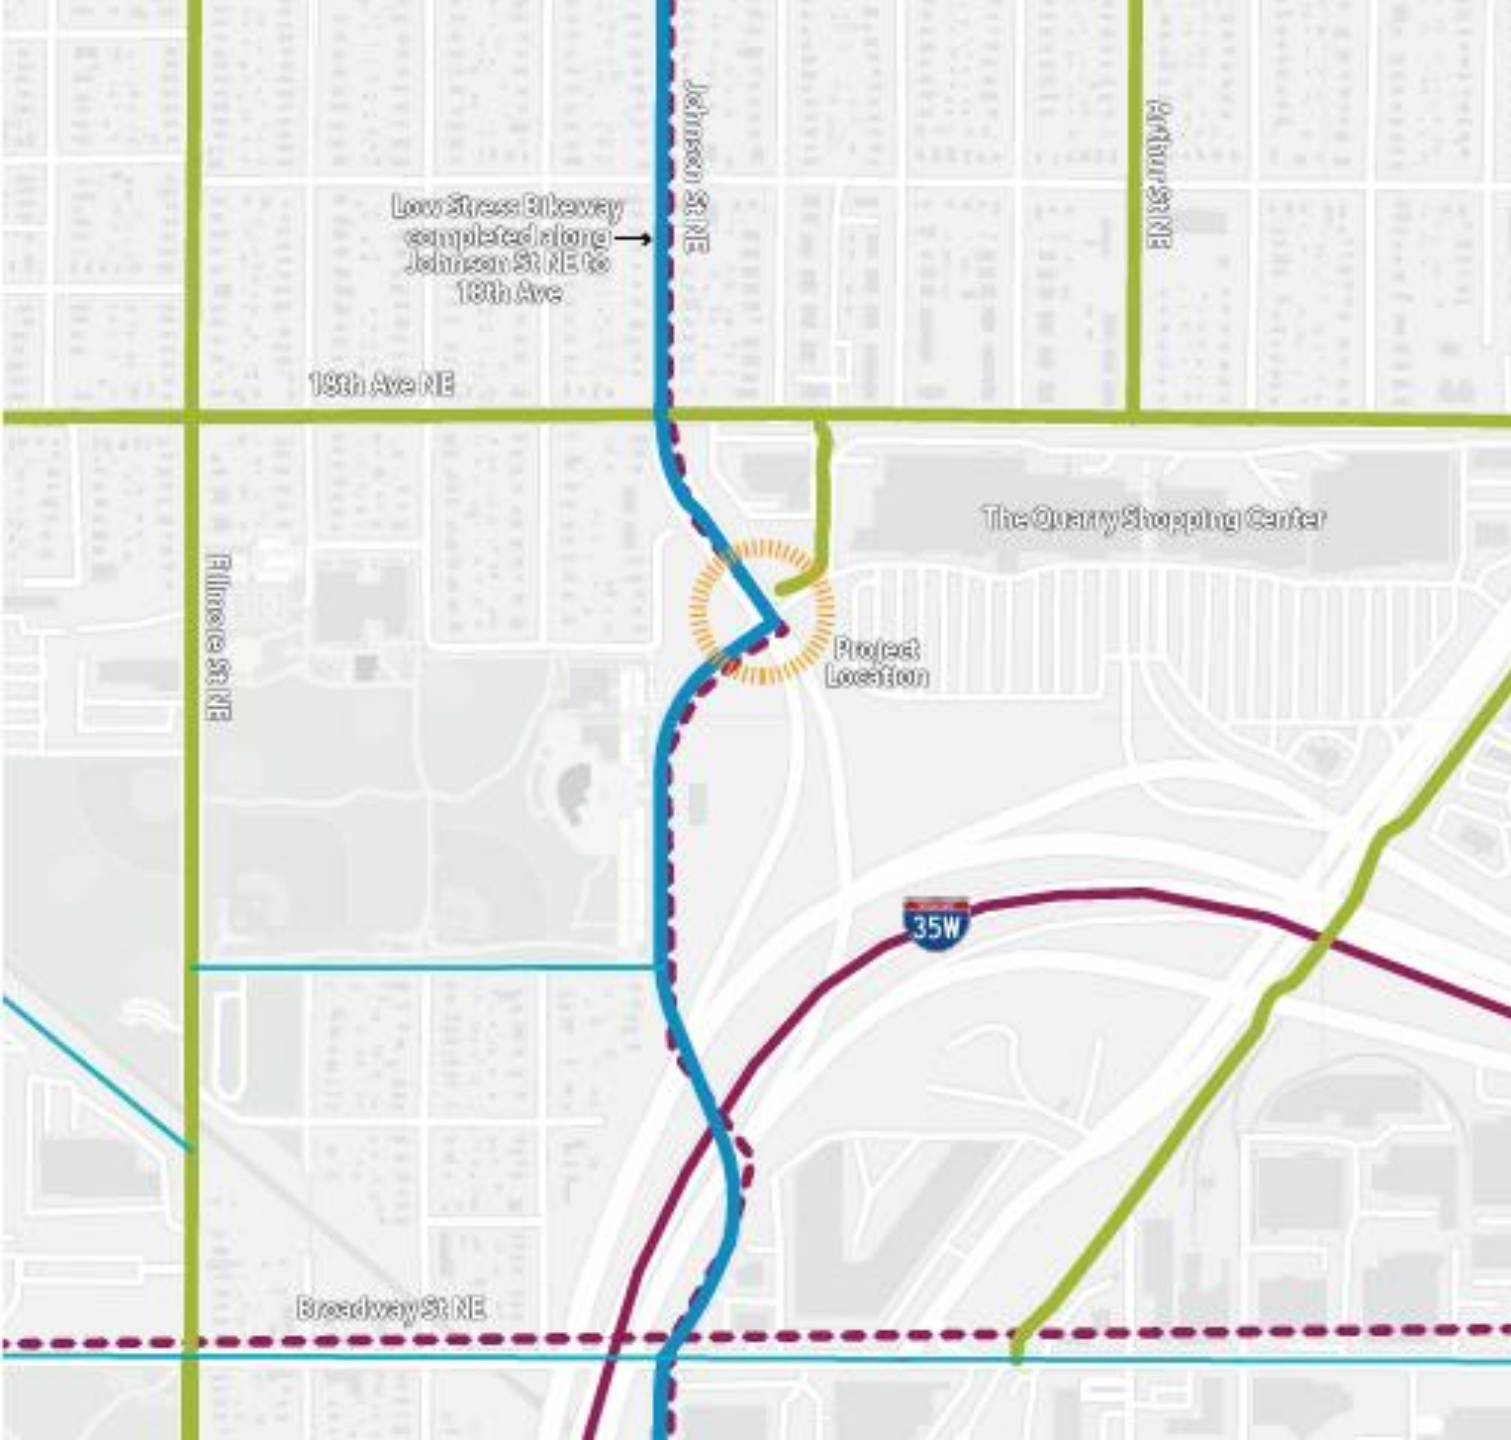 Johnson St NE
Arthur St NE
Low Stress Bikeway
completed along
Johnson St NE to
18th Ave
18th Ave NE
The Quarry Shopping Center
Fillmore St NE
Project
Location
35W
Broadway St NE